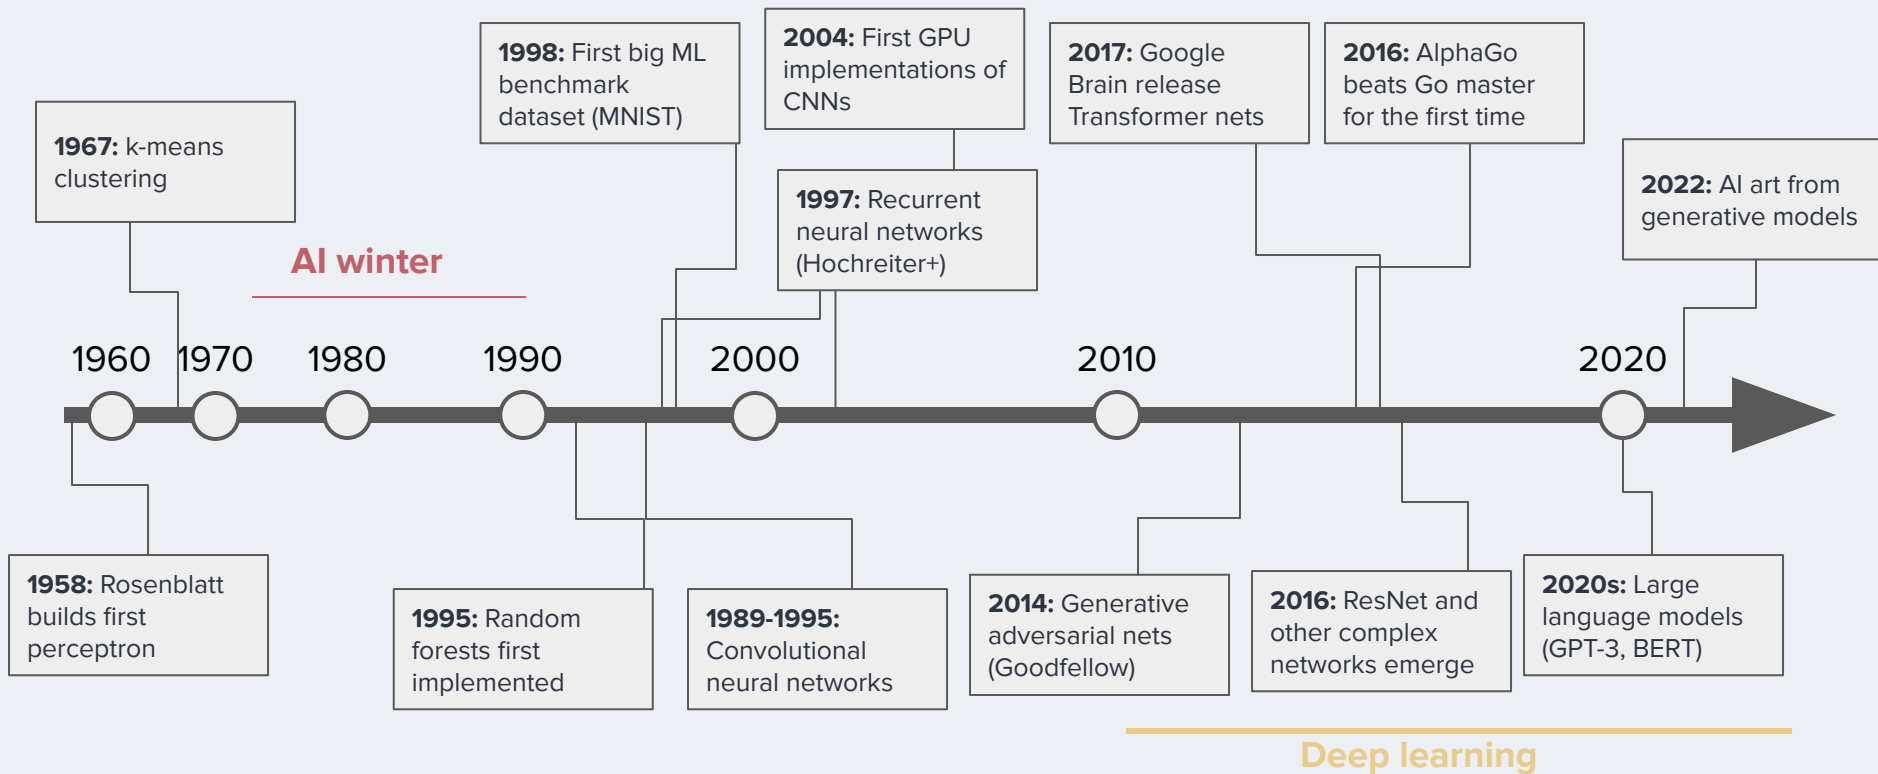 1998: First big ML
benchmark
dataset (MNIST)
2004: First GPU
implementations of
CNNs
2017: Google
Brain release
Transformer nets
2016: AlphaGo
beats Go master
for the first time
1967: k-means
clustering
1997: Recurrent
neural networks
(Hochreiter+)
2022: AI art from
generative models
AI winter
1960
1970
1980
1990
2000
2010
2020
1958: Rosenblatt
builds first
perceptron
1995: Random
forests first
implemented
1989-1995:
Convolutional
neural networks
2014: Generative
adversarial nets
(Goodfellow)
2016: ResNet and
other complex
networks emerge
2020s: Large
language models
(GPT-3, BERT)
Deep learning